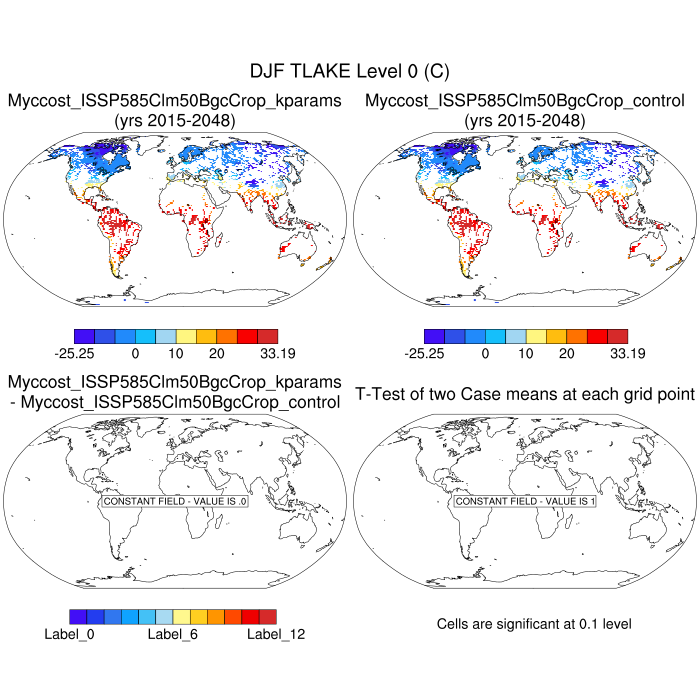 DJF TLAKE Level 0 (C)
Myccost_ISSP585Clm50BgcCrop_kparams
(yrs 2015-2048)
Myccost_ISSP585Clm50BgcCrop_control
(yrs 2015-2048)
-25.25 0 10 20 33.19
-25.25 0 10 20 33.19
Myccost_ISSP585Clm50BgcCrop_kparams
- Myccost_ISSP585Clm50BgcCrop_control
T-Test of two Case means at each grid point
CONSTANT FIELD - VALUE IS .0
CONSTANT FIELD - VALUE IS 1
Label_0 Label_6 Label_12
Cells are significant at 0.1 level